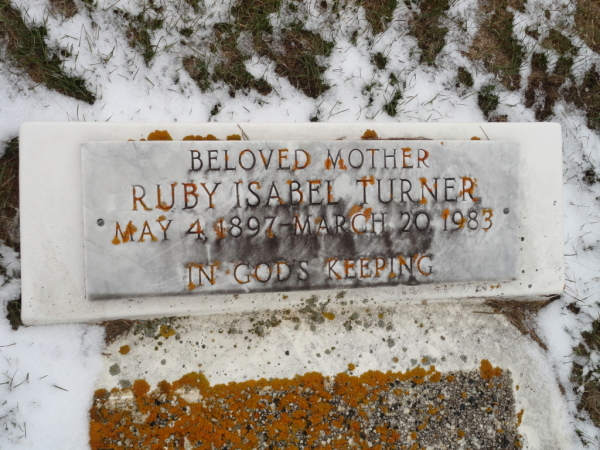 BELOVED MOTHER
RUBY ISABEL TURNER
MAY 4, 1897-MARCH 20, 1983
IN GOD'S KEEPING